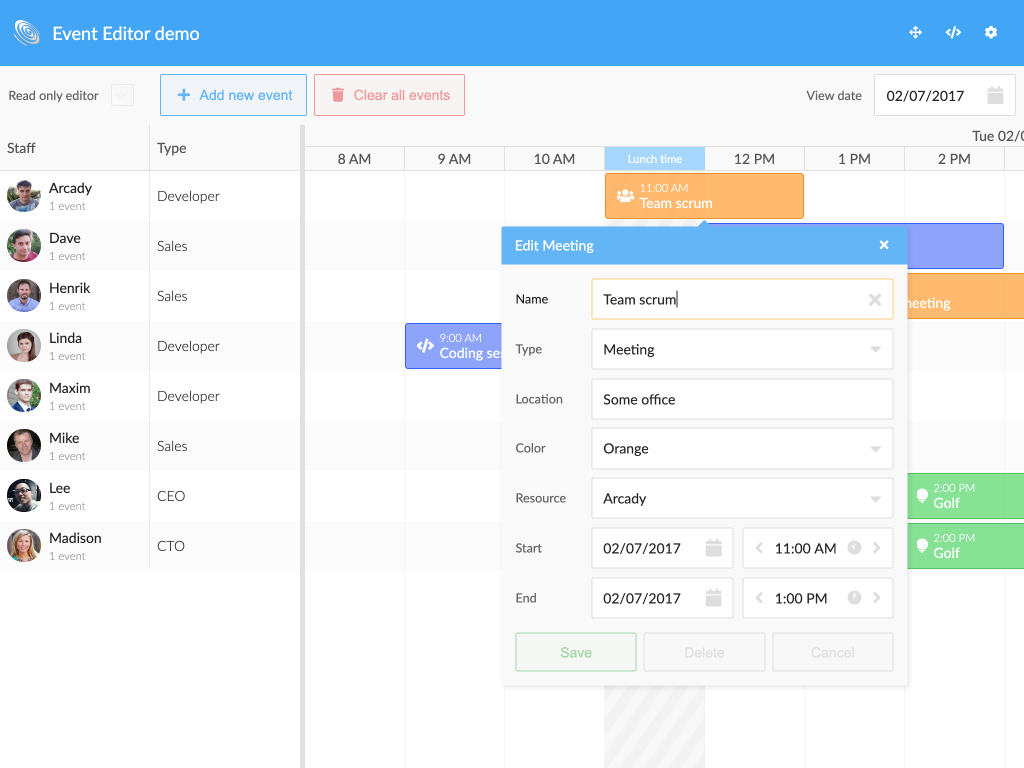 Event Editor demo
Read only editor
Add new event
Clear all events
View date
02/07/2017
Staff
Type
Tue 02/0
8 AM
9 AM
10 AM
Lunch time
12 PM
1 PM
2 PM
Arcady
1 event
Developer
11:00 AM
Team scrum
Dave
1 event
Sales
Henrik
1 event
Sales
meeting
Linda
1 event
Developer
9:00 AM
Coding ses
Maxim
1 event
Developer
Mike
1 event
Sales
Lee
1 event
CEO
2:00 PM
Golf
Madison
1 event
CTO
2:00 PM
Golf
Edit Meeting
Name
Team scrum
Type
Meeting
Location
Some office
Color
Orange
Resource
Arcady
Start
02/07/2017
11:00 AM
End
02/07/2017
1:00 PM
Save
Delete
Cancel